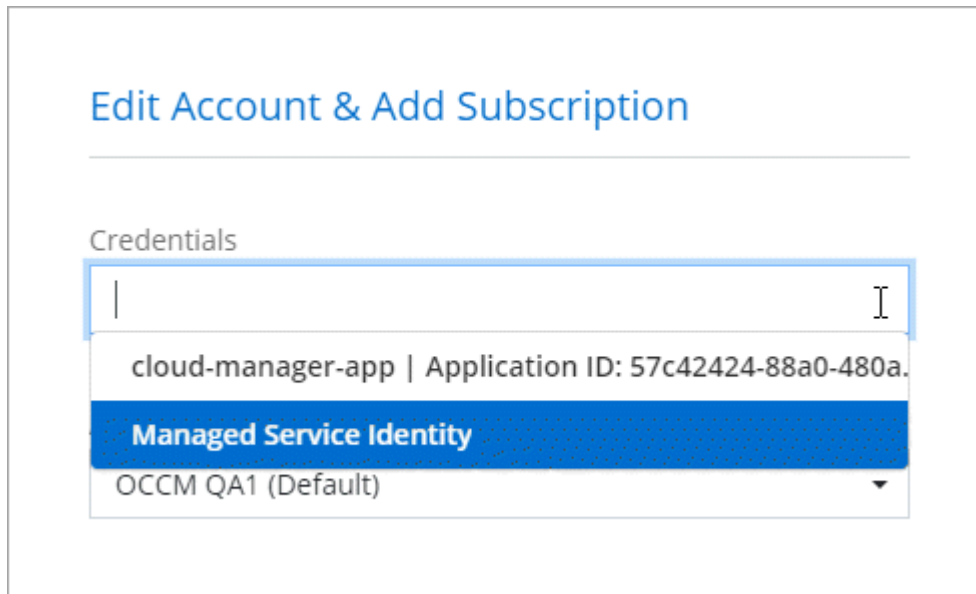 Edit Account & Add Subscription
Credentials
cloud-manager-app | Application ID: 57c42424-88a0-480a.
Managed Service Identity
OCCM QA1 (Default)